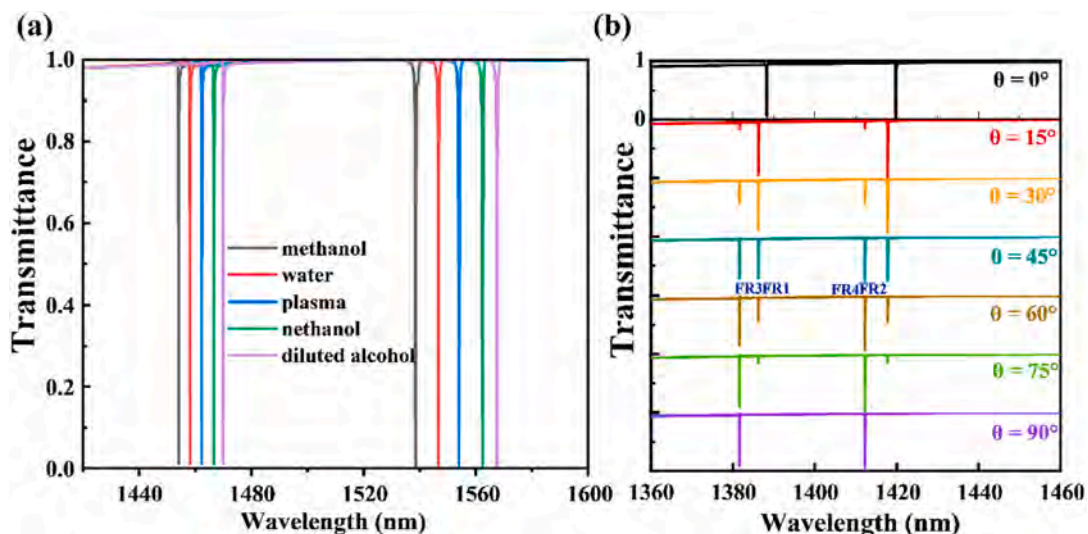 (a)
Transmittance
1.0
0.8
0.6
0.4
0.2
0.0
methanol
water
plasma
nethanol
diluted alcohol
1440 1480 1520 1560 1600
Wavelength (nm)
(b)
Transmittance
1
0
θ = 0°
θ = 15°
θ = 30°
θ = 45°
FR3FR1 FR4FR2
θ = 60°
θ = 75°
θ = 90°
1360 1380 1400 1420 1440 1460
Wavelength (nm)